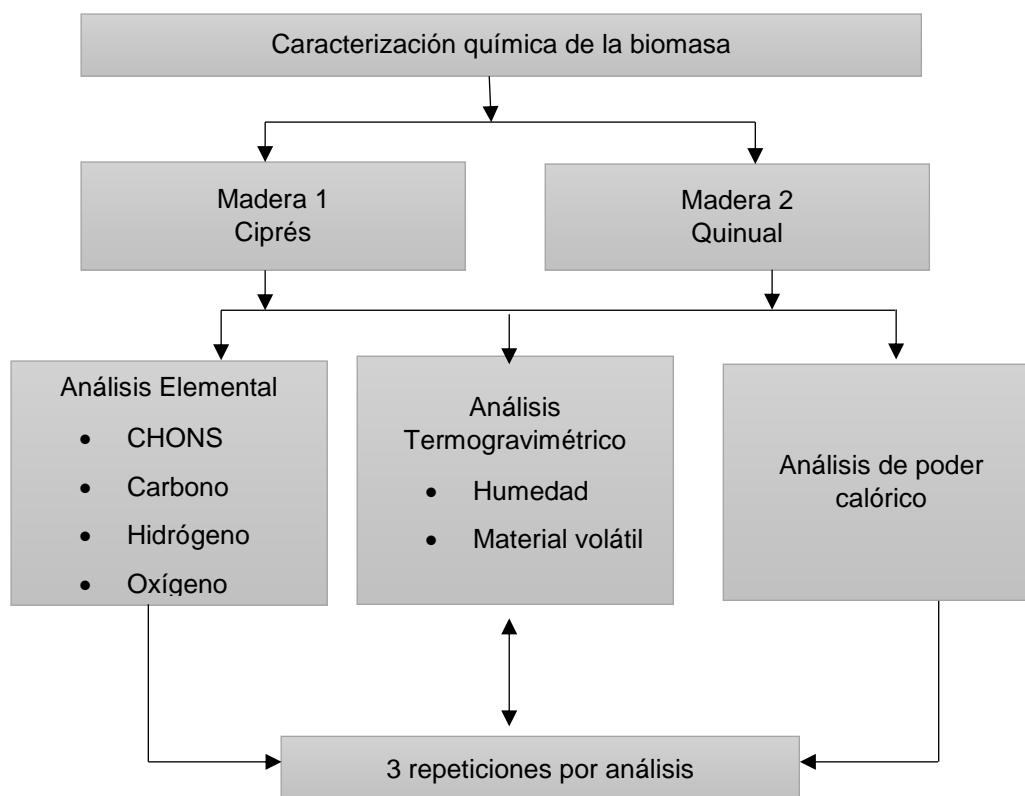 Caracterización química de la biomasa
Madera 1
Ciprés
Madera 2
Quinual
Análisis Elemental
• CHONS
• Carbono
• Hidrógeno
• Oxígeno
Análisis
Termogravimétrico
• Humedad
• Material volátil
Análisis de poder
calórico
3 repeticiones por análisis